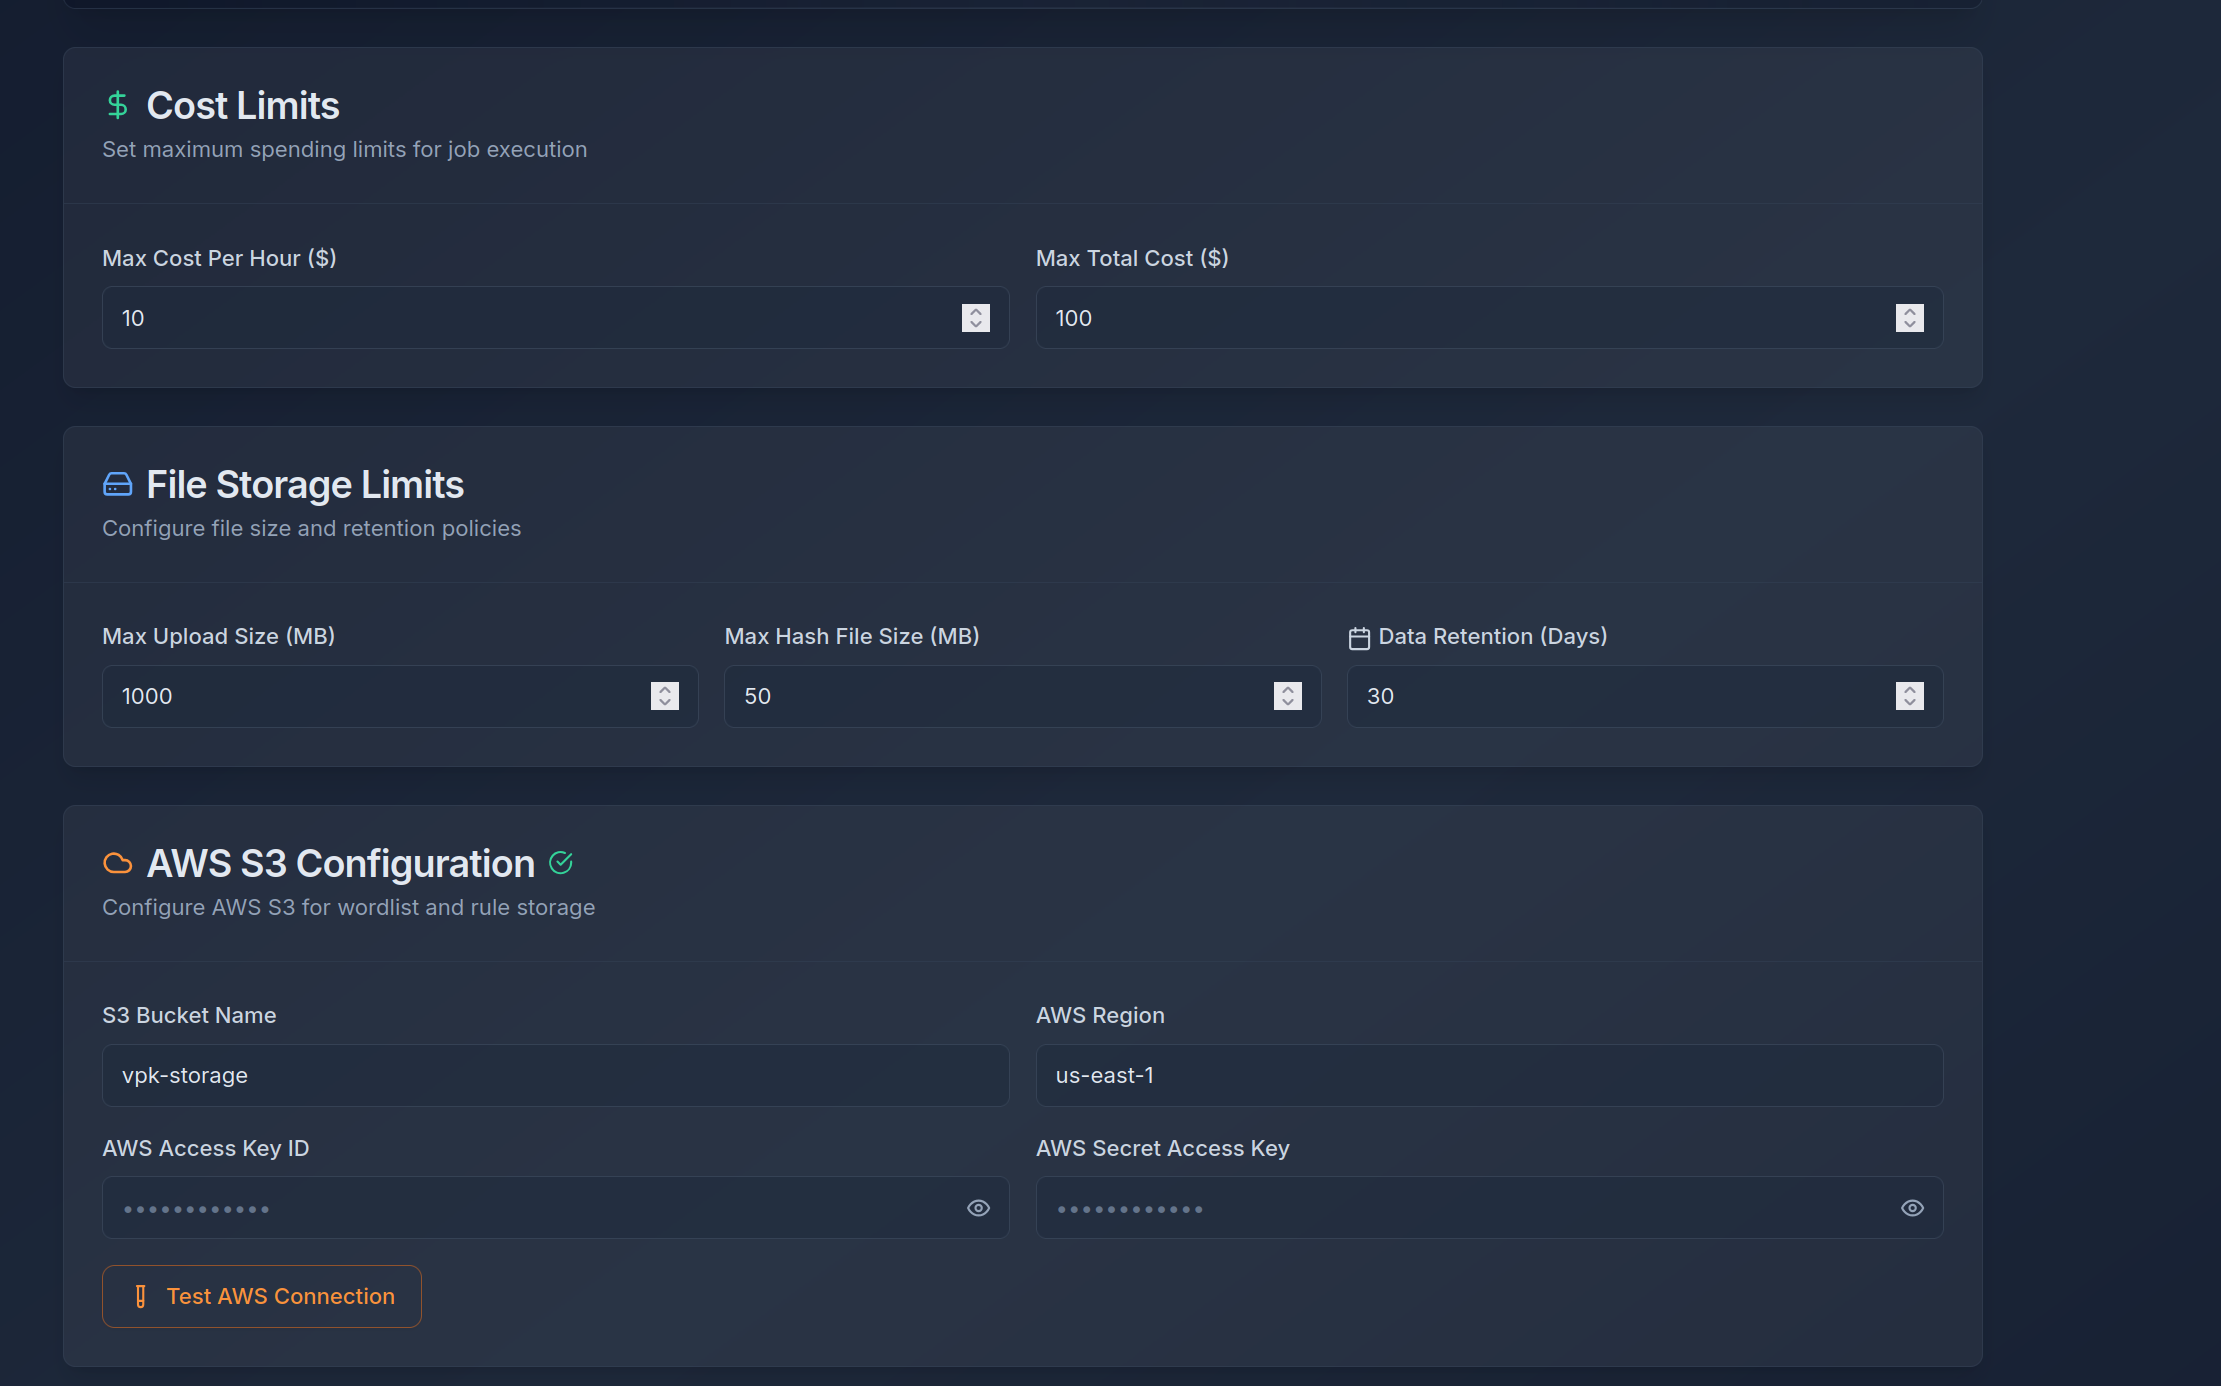 Cost Limits
Set maximum spending limits for job execution
Max Cost Per Hour ($)
Max Total Cost ($)
10
100
File Storage Limits
Configure file size and retention policies
Max Upload Size (MB)
Max Hash File Size (MB)
Data Retention (Days)
1000
50
30
AWS S3 Configuration
Configure AWS S3 for wordlist and rule storage
S3 Bucket Name
AWS Region
vpk-storage
us-east-1
AWS Access Key ID
AWS Secret Access Key
••••••••••••
••••••••••••
Test AWS Connection